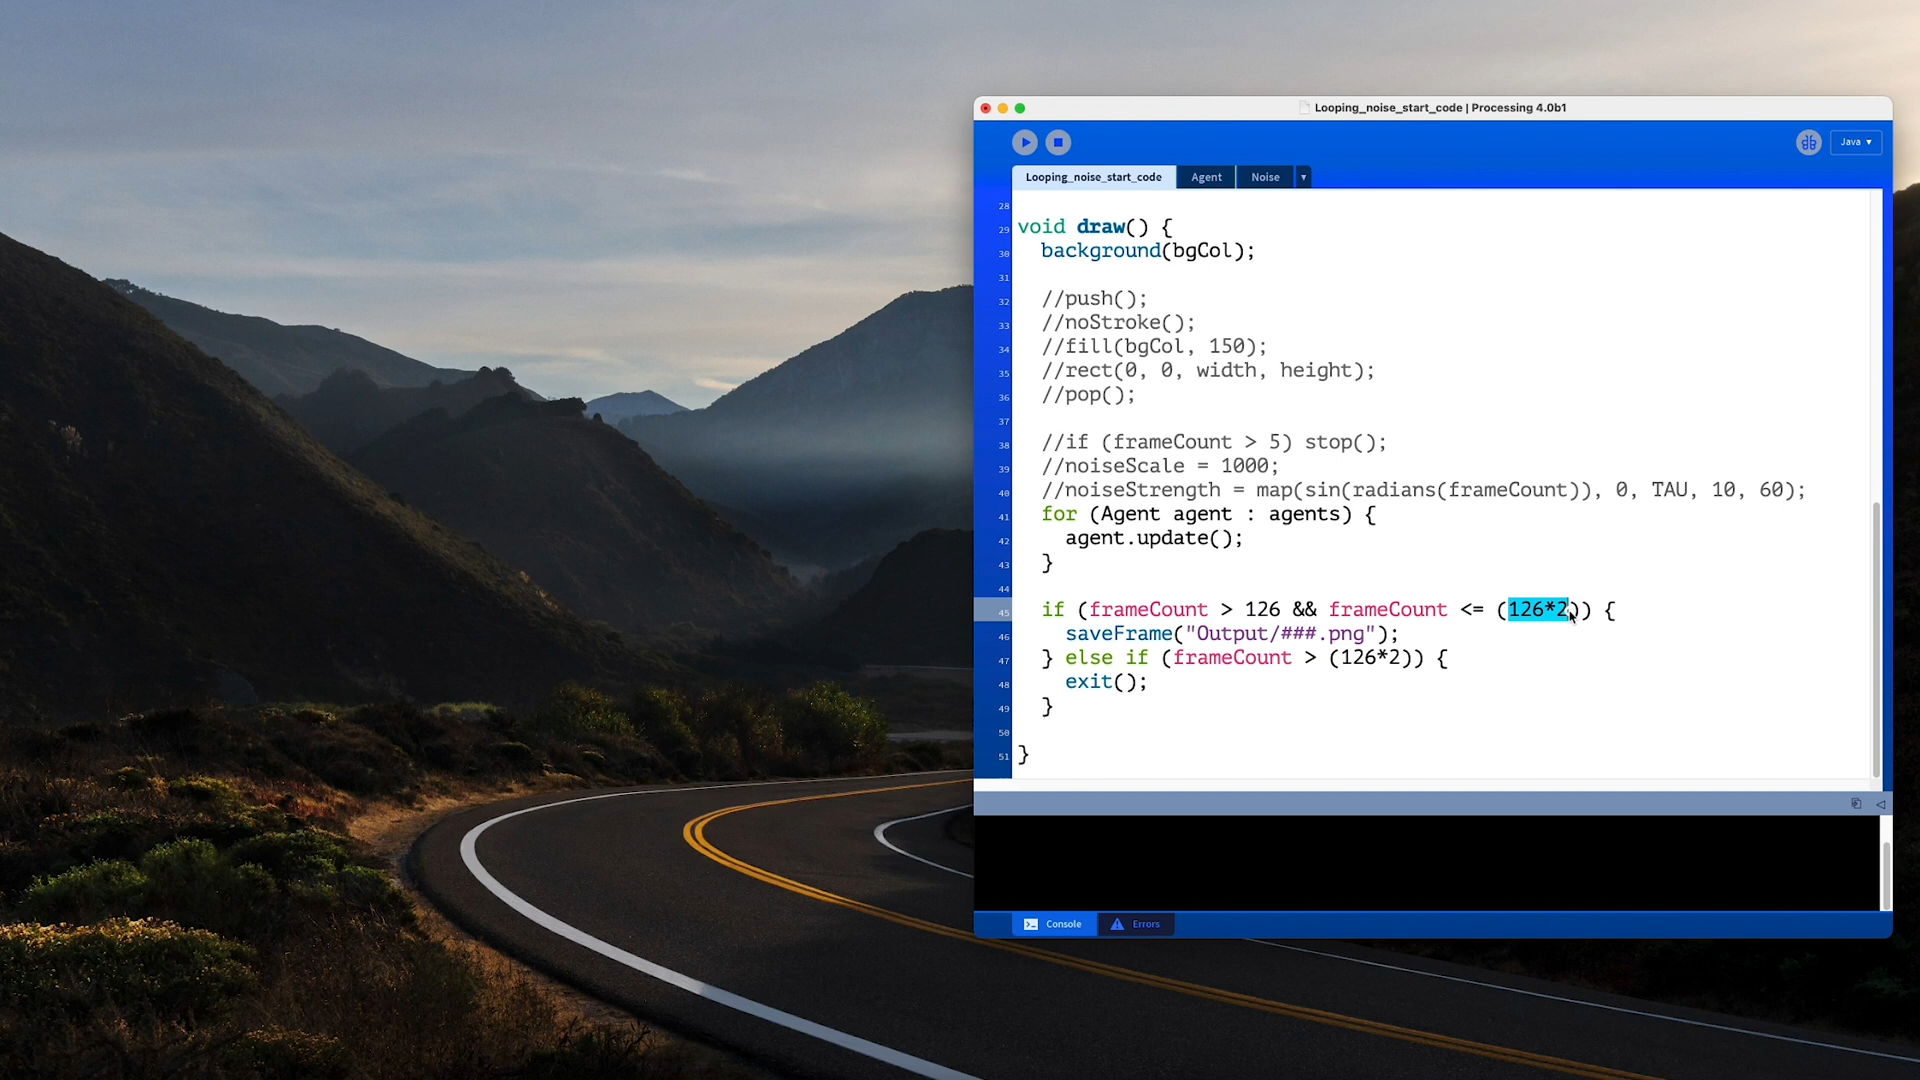 Looping_noise_start_code | Processing 4.0b1
Java ▾
Looping_noise_start_code Agent Noise ▾
28
29 void draw() {
30 background(bgCol);
31
32 //push();
33 //noStroke();
34 //fill(bgCol, 150);
35 //rect(0, 0, width, height);
36 //pop();
37
38 //if (frameCount > 5) stop();
39 //noiseScale = 1000;
40 //noiseStrength = map(sin(radians(frameCount)), 0, TAU, 10, 60);
41 for (Agent agent : agents) {
42 agent.update();
43 }
44
45 if (frameCount > 126 && frameCount <= (126*2)) {
46 saveFrame("Output/###.png");
47 } else if (frameCount > (126*2)) {
48 exit();
49 }
50
51 }
Console Errors